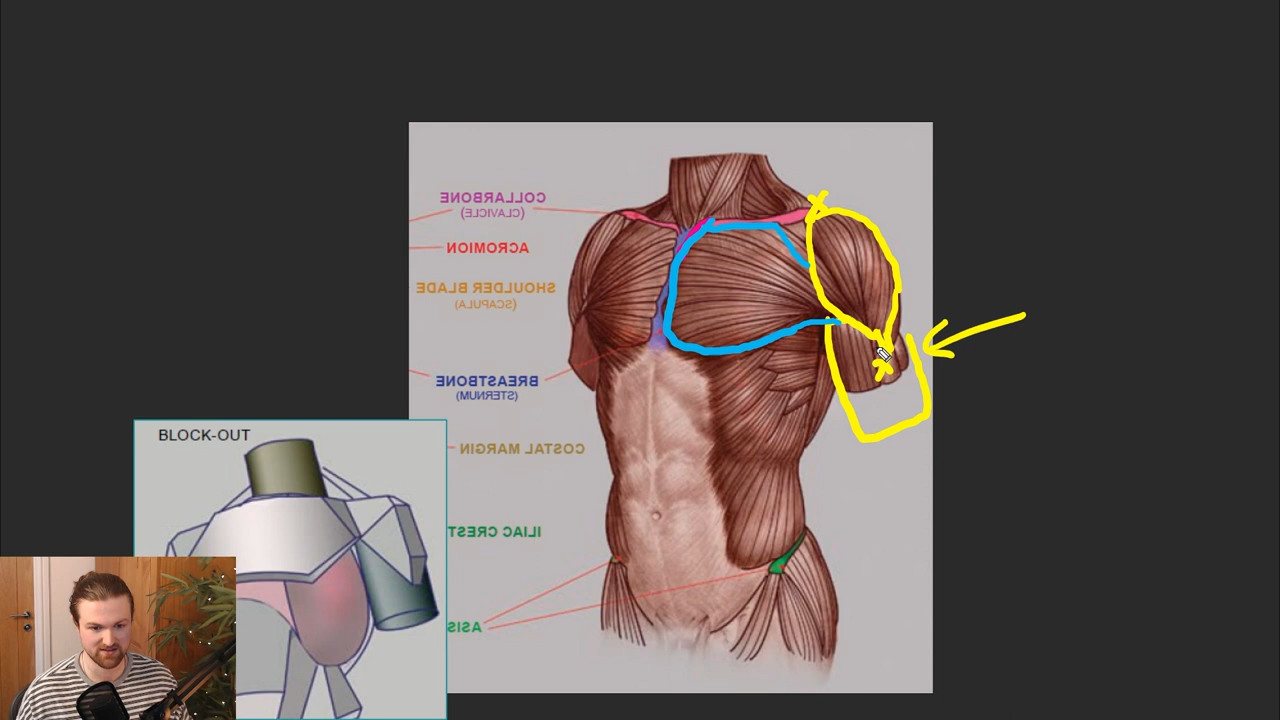 COLLARBONE
(CLAVICLE)
ACROMION
SHOULDER BLADE
(SCAPULA)
BREASTBONE
(STERNUM)
BLOCK-OUT
COSTAL MARGIN
ILIAC CREST
ASIS